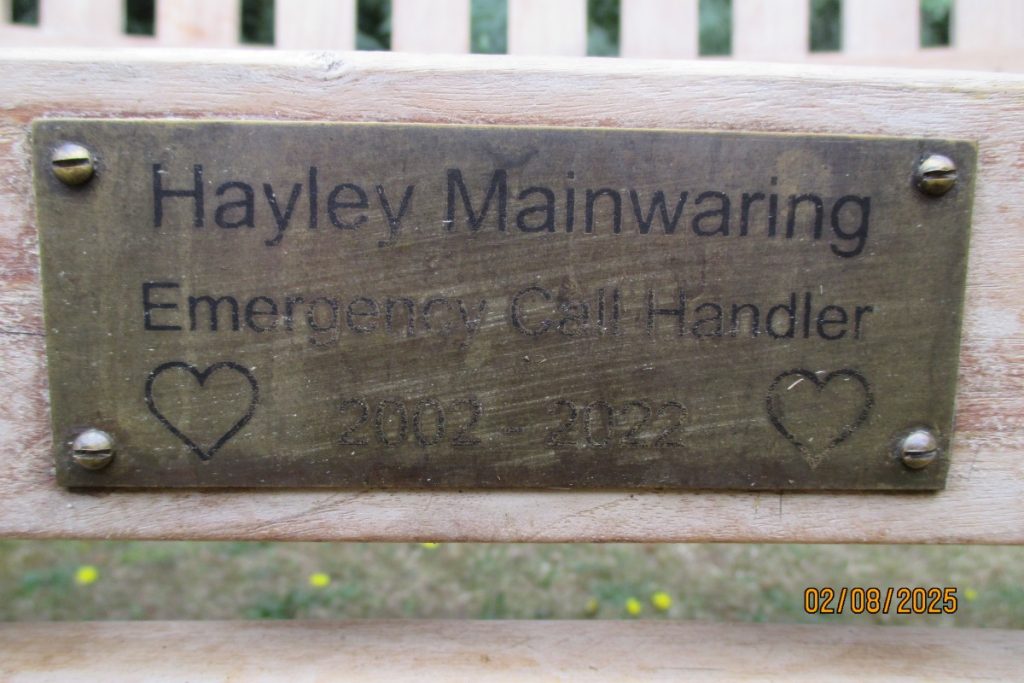 Hayley Mainwaring
Emergency Call Handler
2002 - 2022
02/08/2025